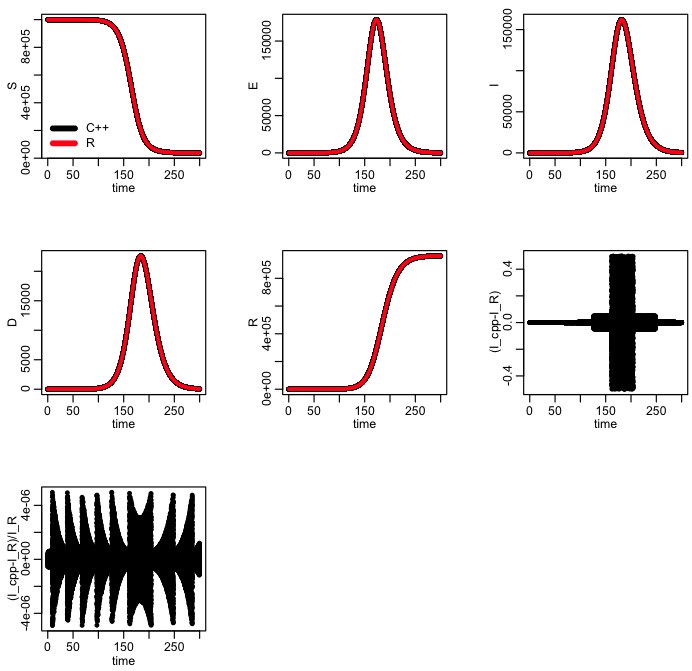 S
8e+05
4e+05
0e+00
C++
R
0 50 150 250
time
E
150000
50000
0
0 50 150 250
time
I
150000
50000
0
0 50 150 250
time
D
15000
5000
0
0 50 150 250
time
R
8e+05
4e+05
0e+00
0 50 150 250
time
(I_cpp-I_R)
0.4
0.0
-0.4
0 50 150 250
time
(I_cpp-I_R)/I_R
4e-06
0e+00
-4e-06
0 50 150 250
time